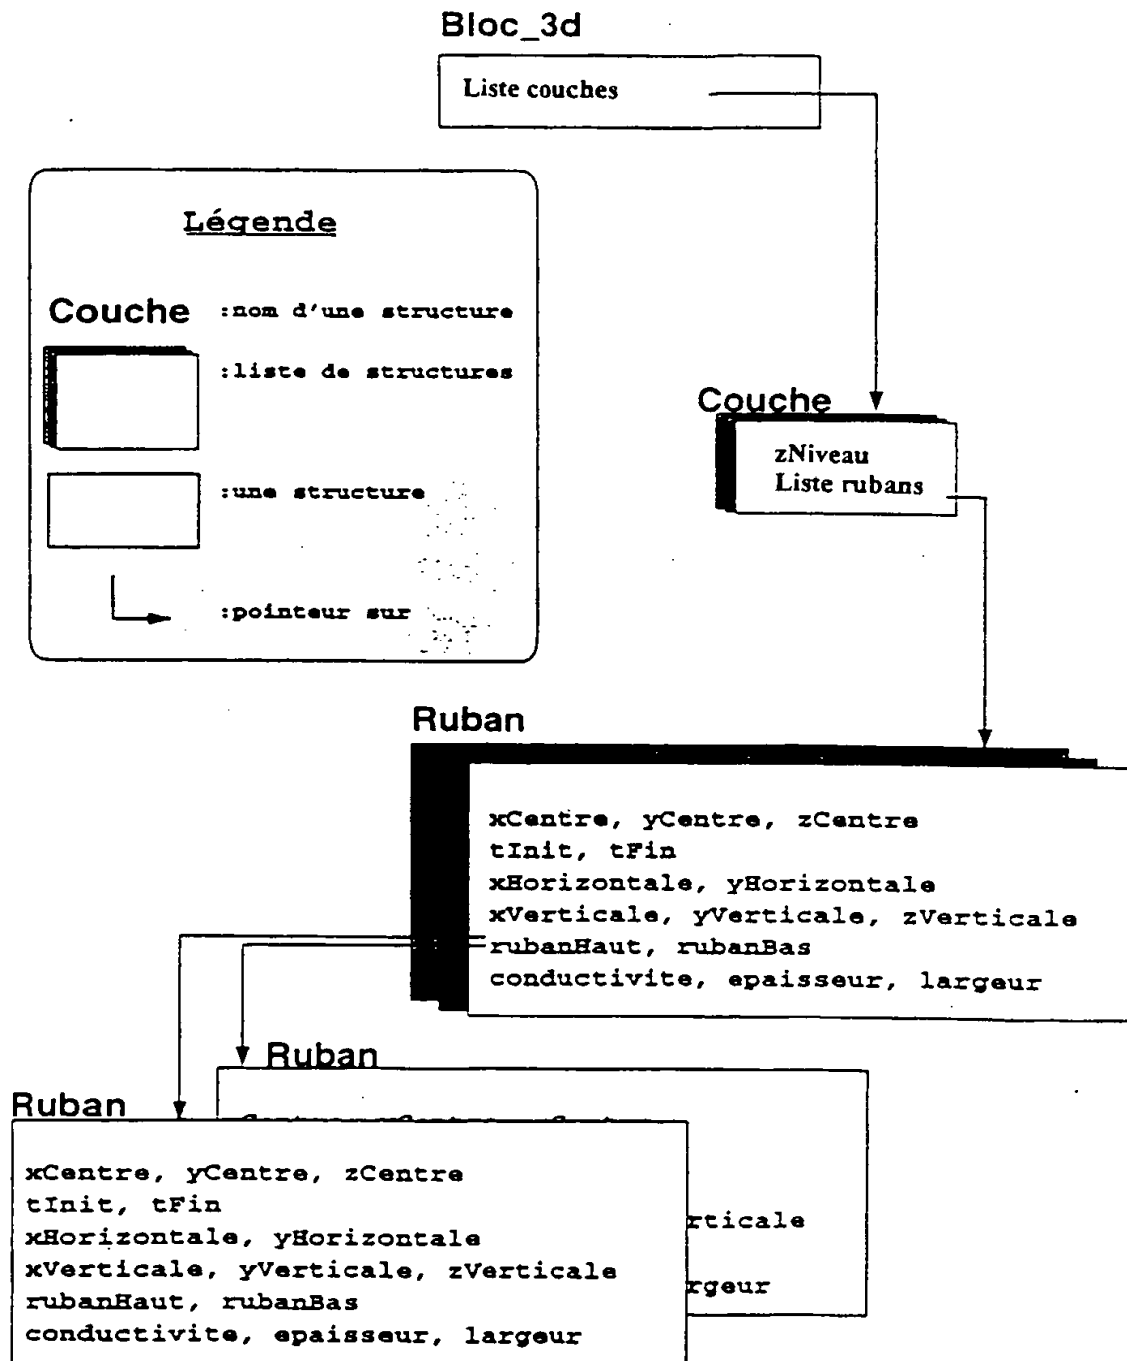 Bloc_3d
Liste couches
Légende
Couche :nom d'une structure
:liste de structures
:une structure
:pointeur sur
Couche
zNiveau
Liste rubans
Ruban
xCentre, yCentre, zCentre
tInit, tFin
xHorizontale, yHorizontale
xVerticale, yVerticale, zVerticale
rubanHaut, rubanBas
conductivite, epaisseur, largeur
Ruban
rticale
rgeur
Ruban
xCentre, yCentre, zCentre
tInit, tFin
xHorizontale, yHorizontale
xVerticale, yVerticale, zVerticale
rubanHaut, rubanBas
conductivite, epaisseur, largeur